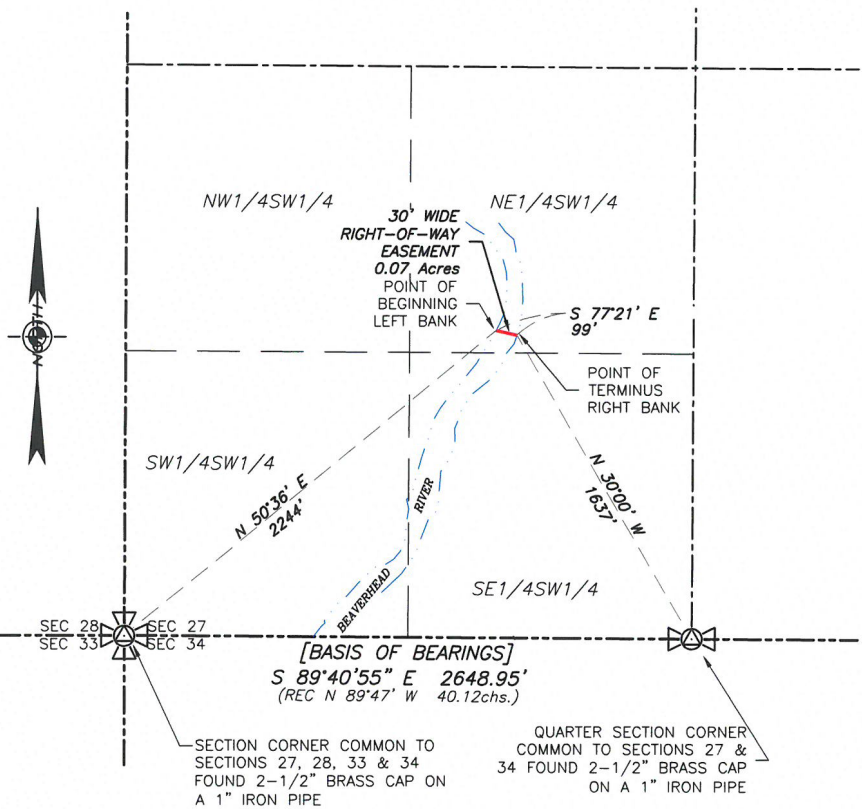 NW1/4SW1/4
NE1/4SW1/4
30' WIDE
RIGHT-OF-WAY
EASEMENT
0.07 Acres
POINT OF
BEGINNING
LEFT BANK
S 77°21' E
99'
POINT OF
TERMINUS
RIGHT BANK
NORTH
SW1/4SW1/4
N 50°36' E
2244'
RIVER
BEAVERHEAD
N 30°00' W
1637'
SE1/4SW1/4
SEC 28
SEC 27
SEC 33
SEC 34
[BASIS OF BEARINGS]
S 89°40'55" E 2648.95'
(REC N 89°47' W 40.12chs.)
SECTION CORNER COMMON TO
SECTIONS 27, 28, 33 & 34
FOUND 2-1/2" BRASS CAP ON
A 1" IRON PIPE
QUARTER SECTION CORNER
COMMON TO SECTIONS 27 &
34 FOUND 2-1/2" BRASS CAP
ON A 1" IRON PIPE